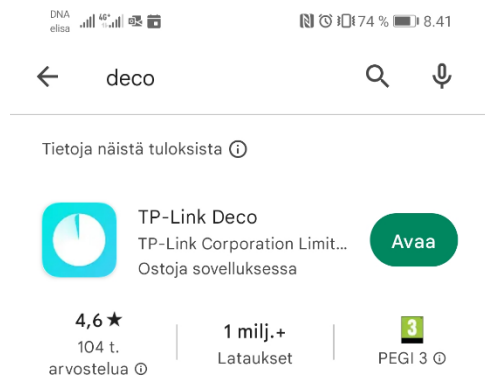 DNA
elisa
4G+
74 %
8.41
deco
Tietoja näistä tuloksista
TP-Link Deco
TP-Link Corporation Limit...
Ostoja sovelluksessa
Avaa
4,6 ★
104 t.
arvostelua
1 milj.+
Lataukset
3
PEGI 3